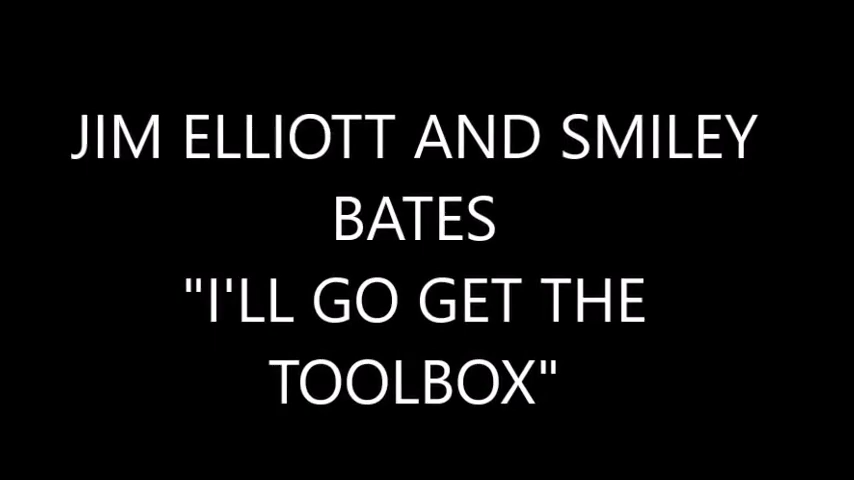 JIM ELLIOTT AND SMILEY
BATES
"I'LL GO GET THE
TOOLBOX"